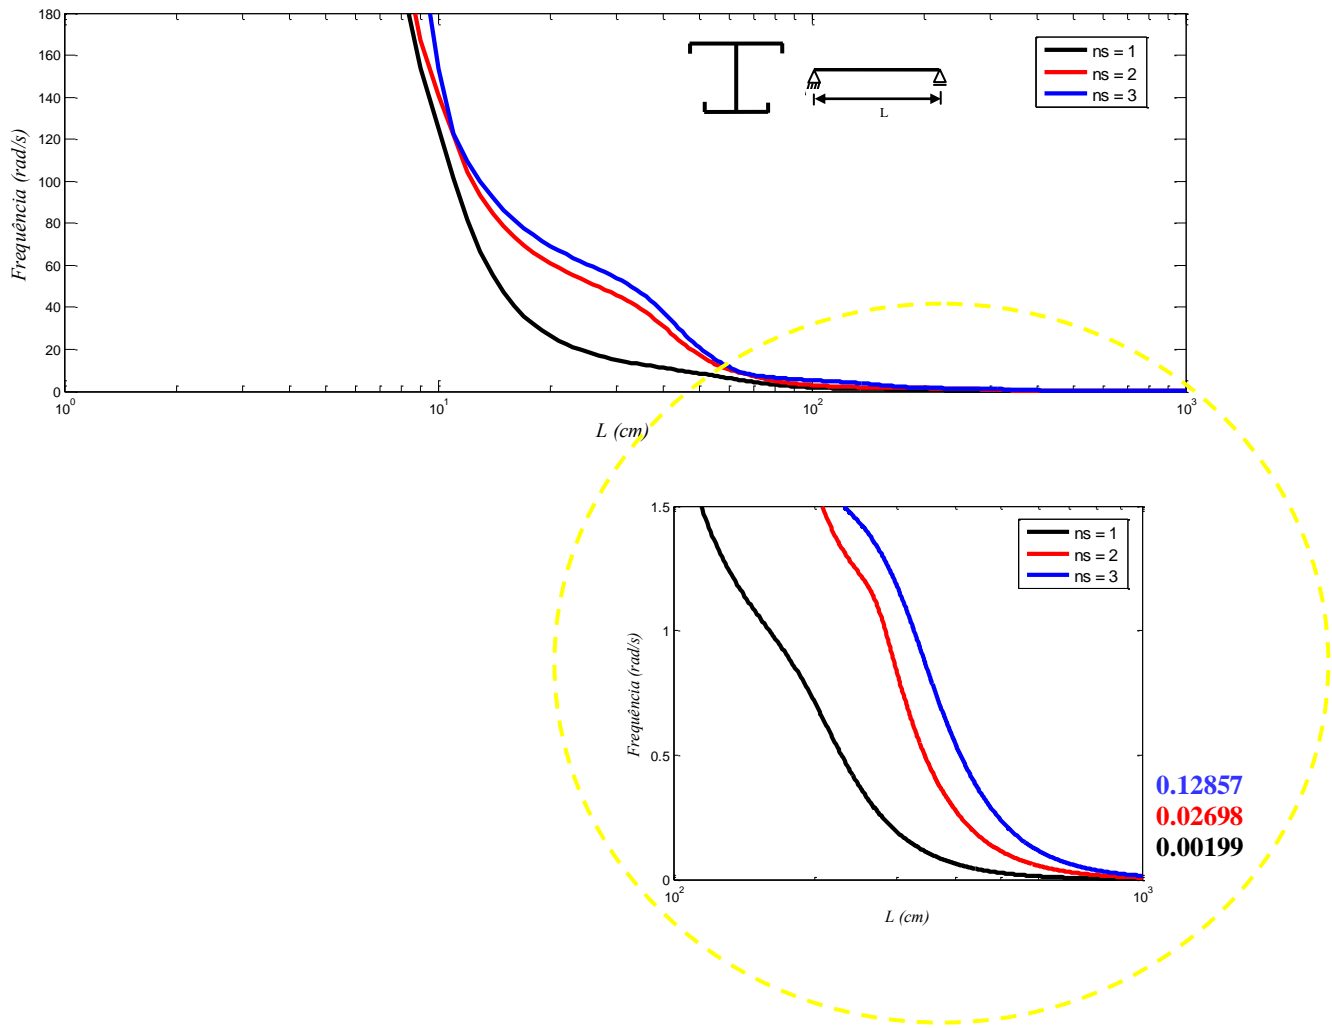 180
160
140
120
100
80
60
40
20
0
Frequência (rad/s)
ns = 1
ns = 2
ns = 3
L
10⁰
10¹
10²
10³
L (cm)
1.5
1
0.5
0
Frequência (rad/s)
ns = 1
ns = 2
ns = 3
0.12857
0.02698
0.00199
10²
10³
L (cm)